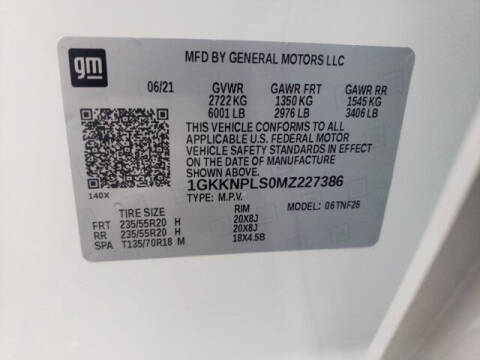 gm
MFD BY GENERAL MOTORS LLC
06/21 GVWR GAWR FRT GAWR RR
2722 KG 1350 KG 1545 KG
6001 LB 2976 LB 3406 LB
THIS VEHICLE CONFORMS TO ALL
APPLICABLE U.S. FEDERAL MOTOR
VEHICLE SAFETY STANDARDS IN EFFECT
ON THE DATE OF MANUFACTURE
SHOWN ABOVE.
1GKKNPLS0MZ227386
TYPE: M.P.V. MODEL: 06TNF26
140X
TIRE SIZE RIM
FRT 235/55R20 H 20X8J
RR 235/55R20 H 20X8J
SPA T135/70R18 M 18X4.5B